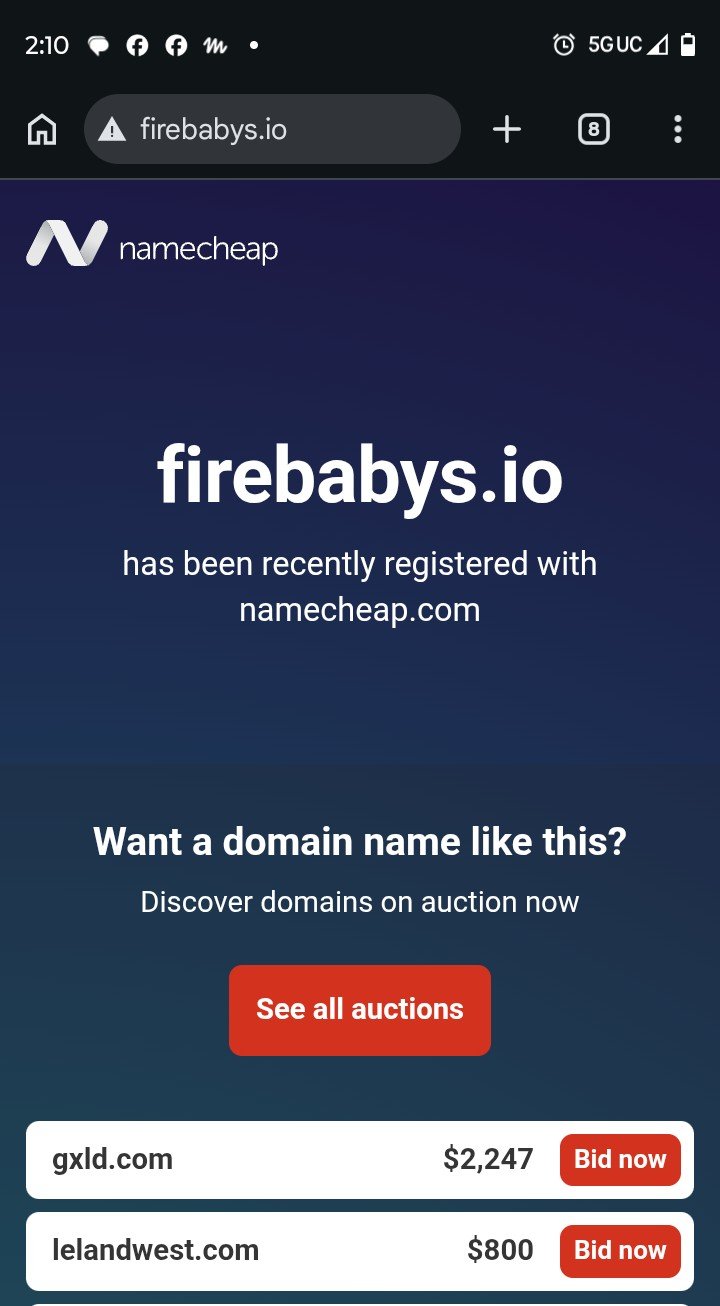 2:10 5G UC
firebabys.io 8
namecheap
firebabys.io
has been recently registered with
namecheap.com
Want a domain name like this?
Discover domains on auction now
See all auctions
gxld.com $2,247 Bid now
lelandwest.com $800 Bid now